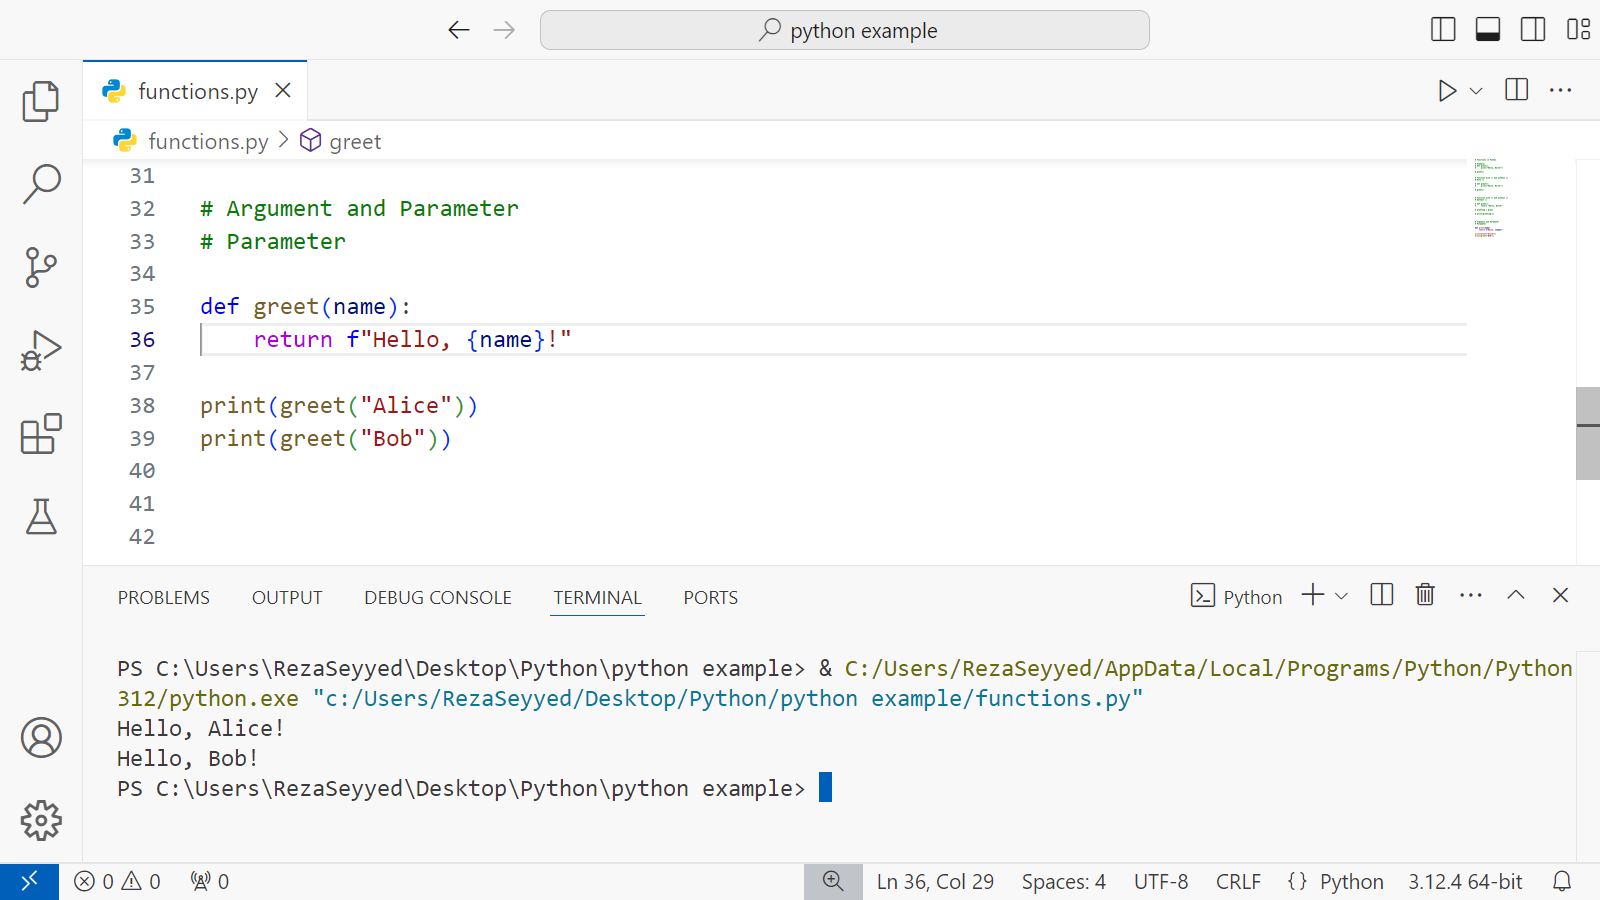 python example
functions.py
functions.py > greet
31
32 # Argument and Parameter
33 # Parameter
34
35 def greet(name):
36     return f"Hello, {name}!"
37
38 print(greet("Alice"))
39 print(greet("Bob"))
40
41
42
PROBLEMS OUTPUT DEBUG CONSOLE TERMINAL PORTS Python
PS C:\Users\RezaSeyyed\Desktop\Python\python example> & C:/Users/RezaSeyyed/AppData/Local/Programs/Python/Python
312/python.exe "c:/Users/RezaSeyyed/Desktop/Python/python example/functions.py"
Hello, Alice!
Hello, Bob!
PS C:\Users\RezaSeyyed\Desktop\Python\python example>
0 0 0 Ln 36, Col 29 Spaces: 4 UTF-8 CRLF {} Python 3.12.4 64-bit